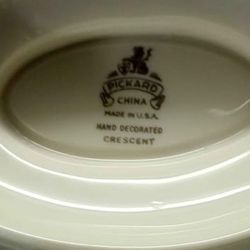 PICKARD
CHINA
MADE IN U.S.A.
HAND DECORATED
CRESCENT